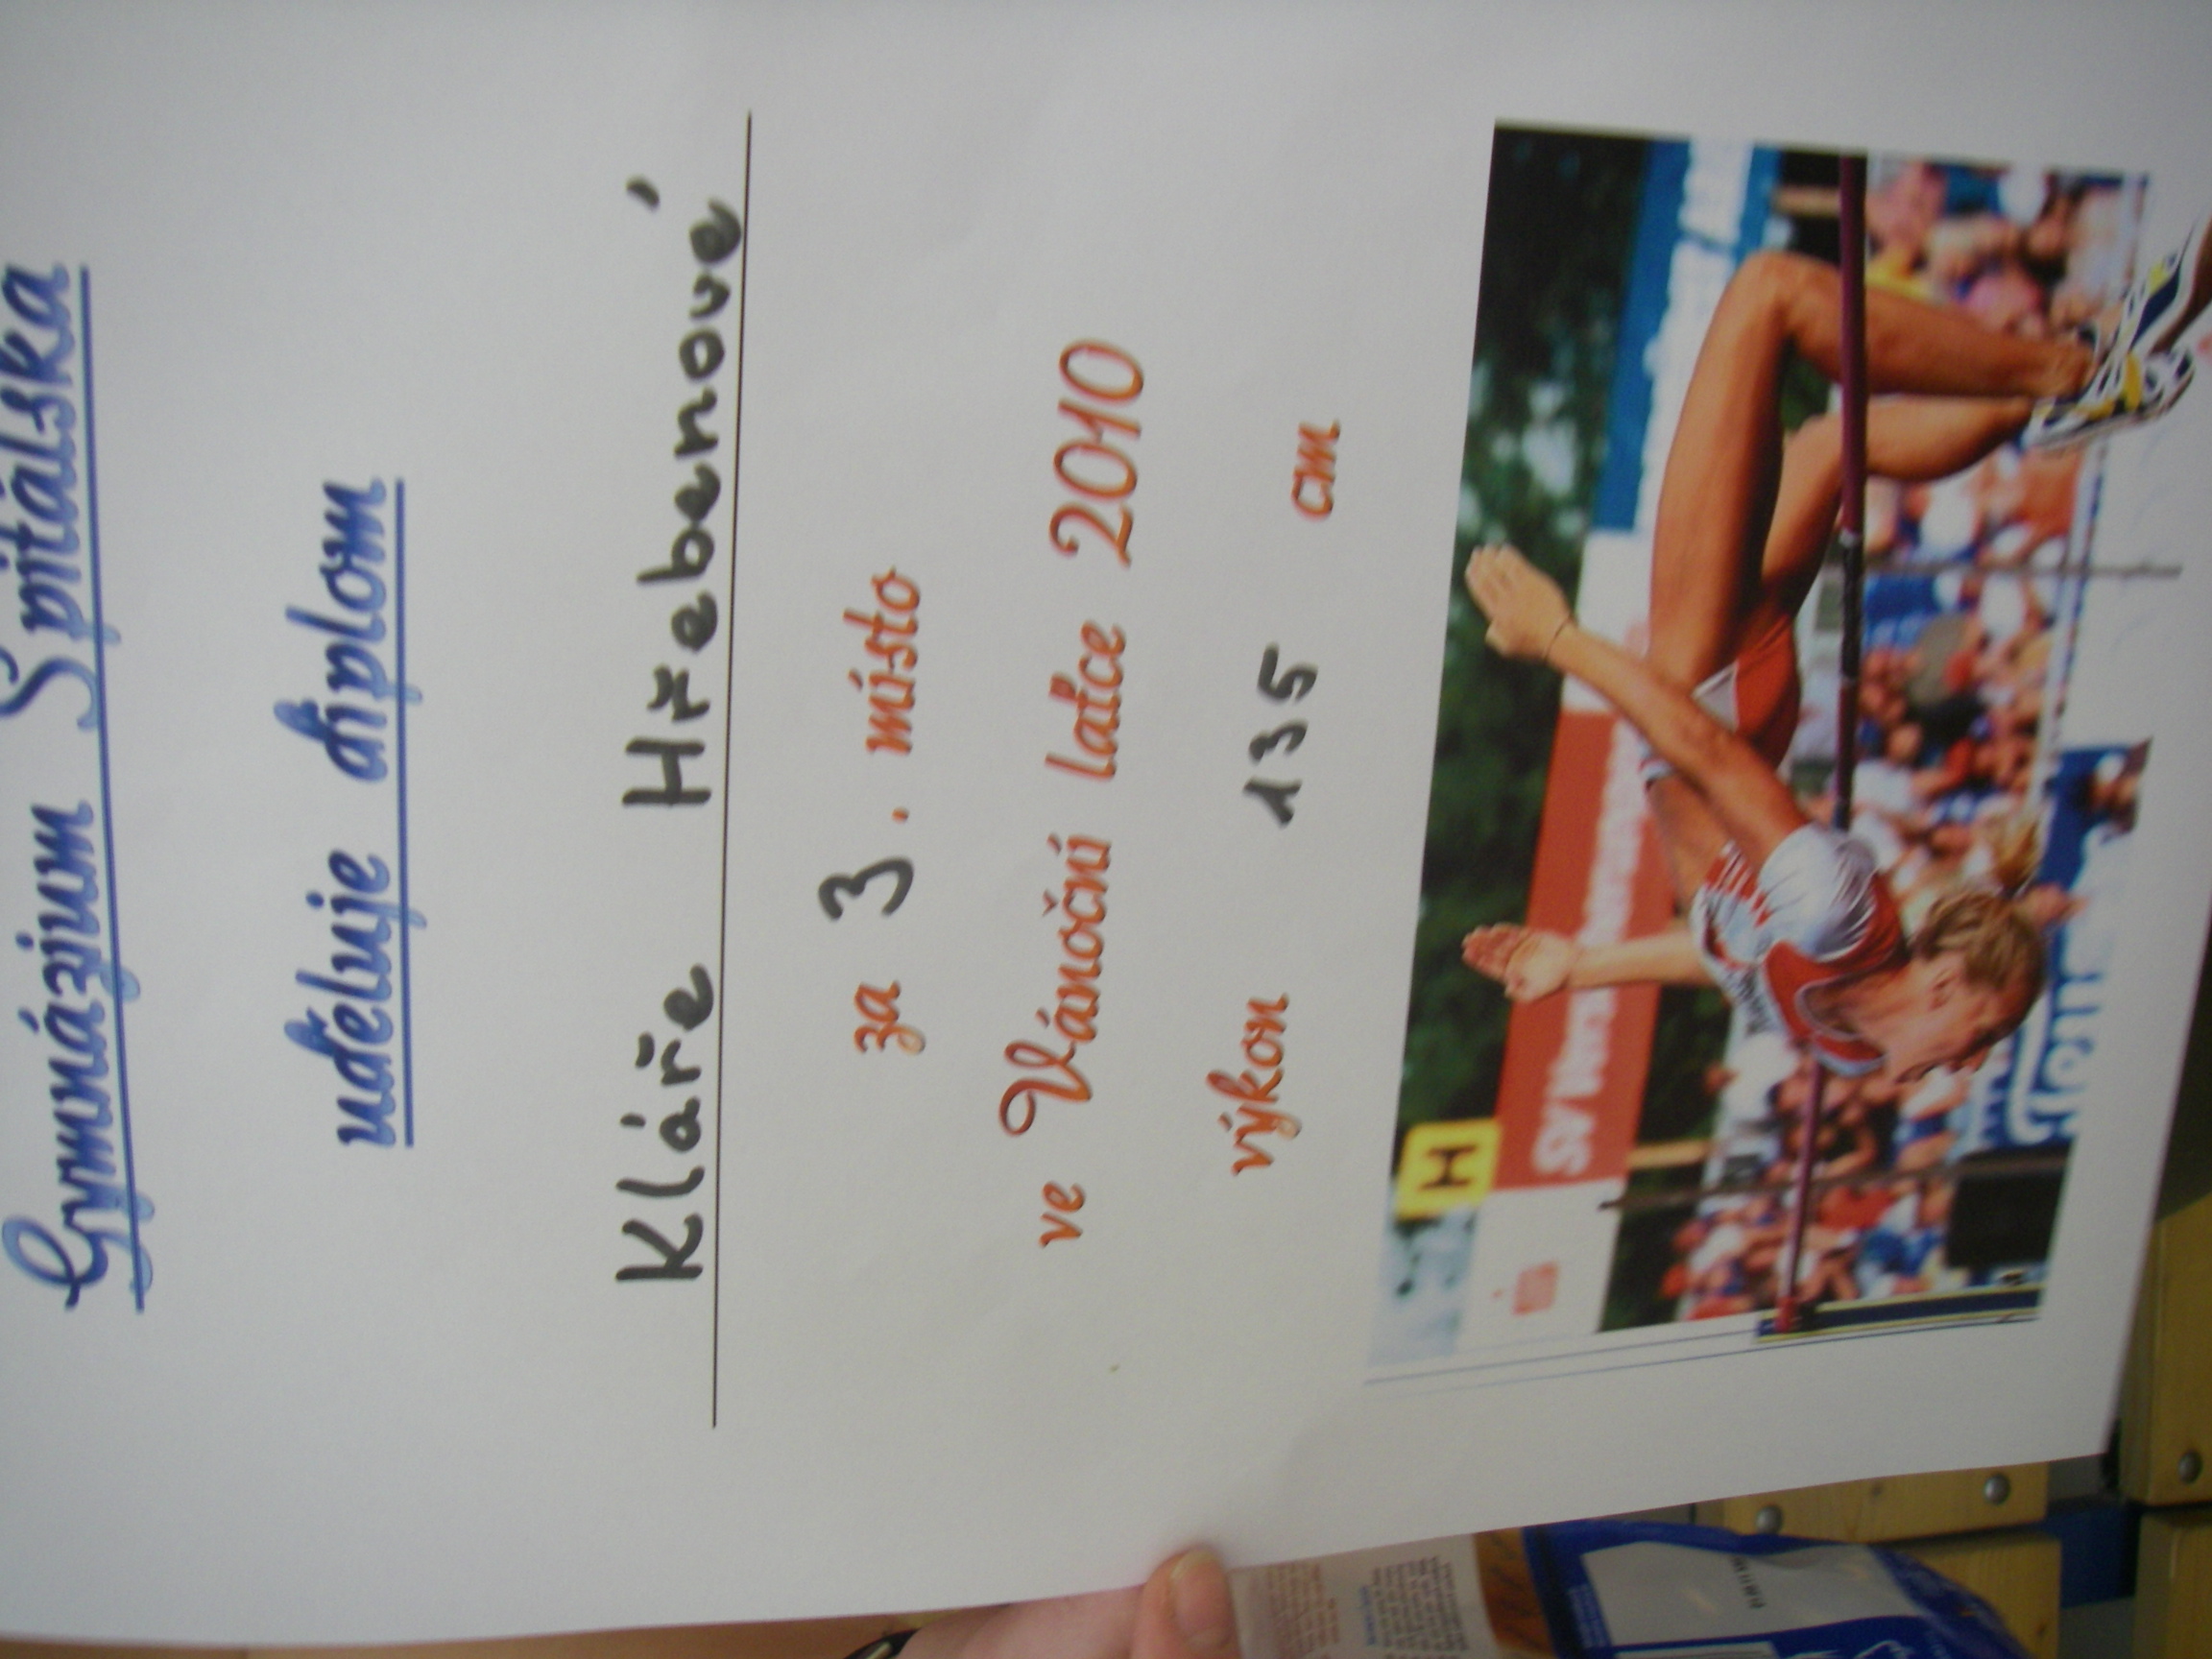 Gymnázium Špitálská
uděluje diplom
Kláře Hřebenové
za 3. místo
ve Vánoční laťce 2010
výkon 135 cm
H